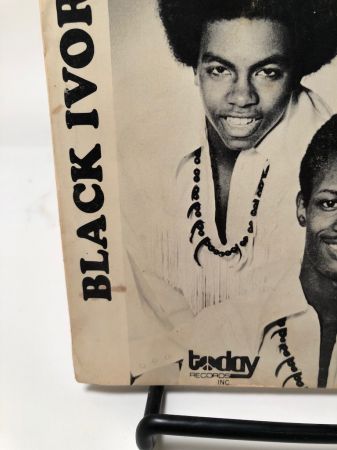 BLACK IVOR
today
RECORDS
INC.